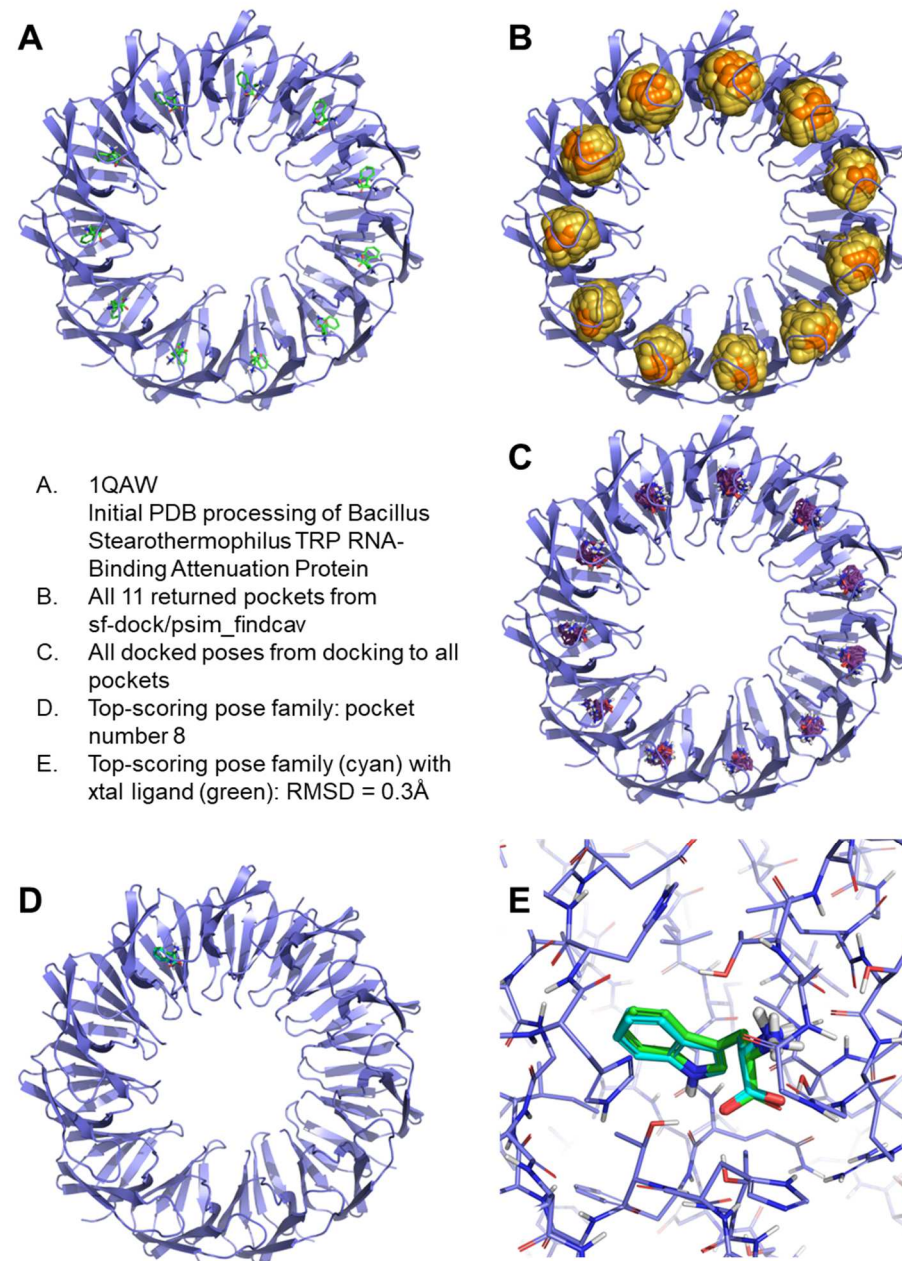 A
B
A. 1QAW
Initial PDB processing of Bacillus
Stearothermophilus TRP RNA-
Binding Attenuation Protein
B. All 11 returned pockets from
sf-dock/psim_findcav
C. All docked poses from docking to all
pockets
D. Top-scoring pose family: pocket
number 8
E. Top-scoring pose family (cyan) with
xtal ligand (green): RMSD = 0.3Å
C
D
E